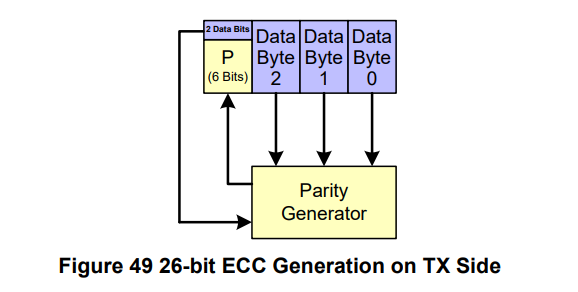 2 Data Bits
P
(6 Bits)
Data
Byte
2
Data
Byte
1
Data
Byte
0
Parity
Generator
Figure 49 26-bit ECC Generation on TX Side